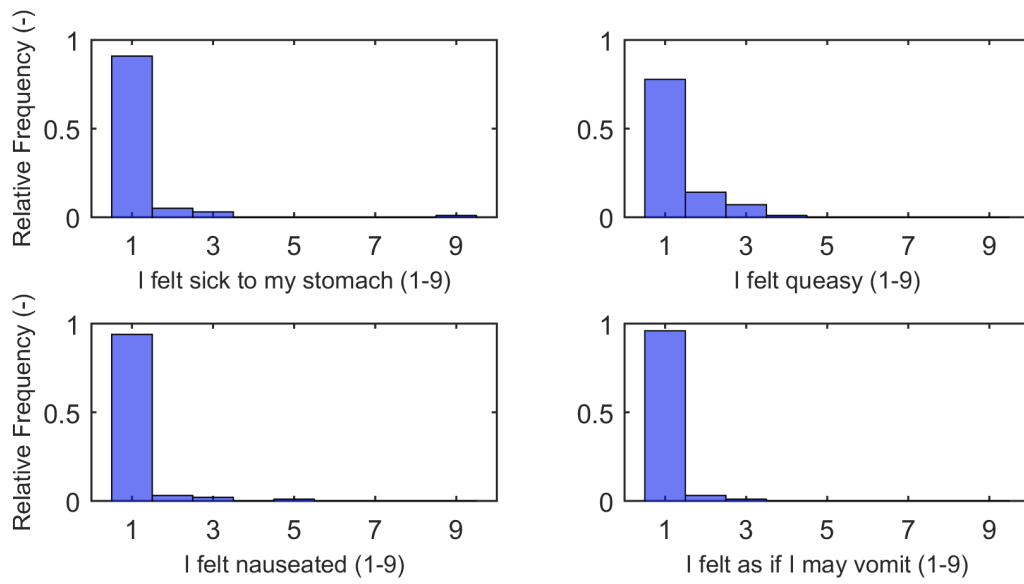 Relative Frequency (-)
1
0.5
0
1 3 5 7 9
I felt sick to my stomach (1-9)
1
0.5
0
1 3 5 7 9
I felt queasy (1-9)
Relative Frequency (-)
1
0.5
0
1 3 5 7 9
I felt nauseated (1-9)
1
0.5
0
1 3 5 7 9
I felt as if I may vomit (1-9)